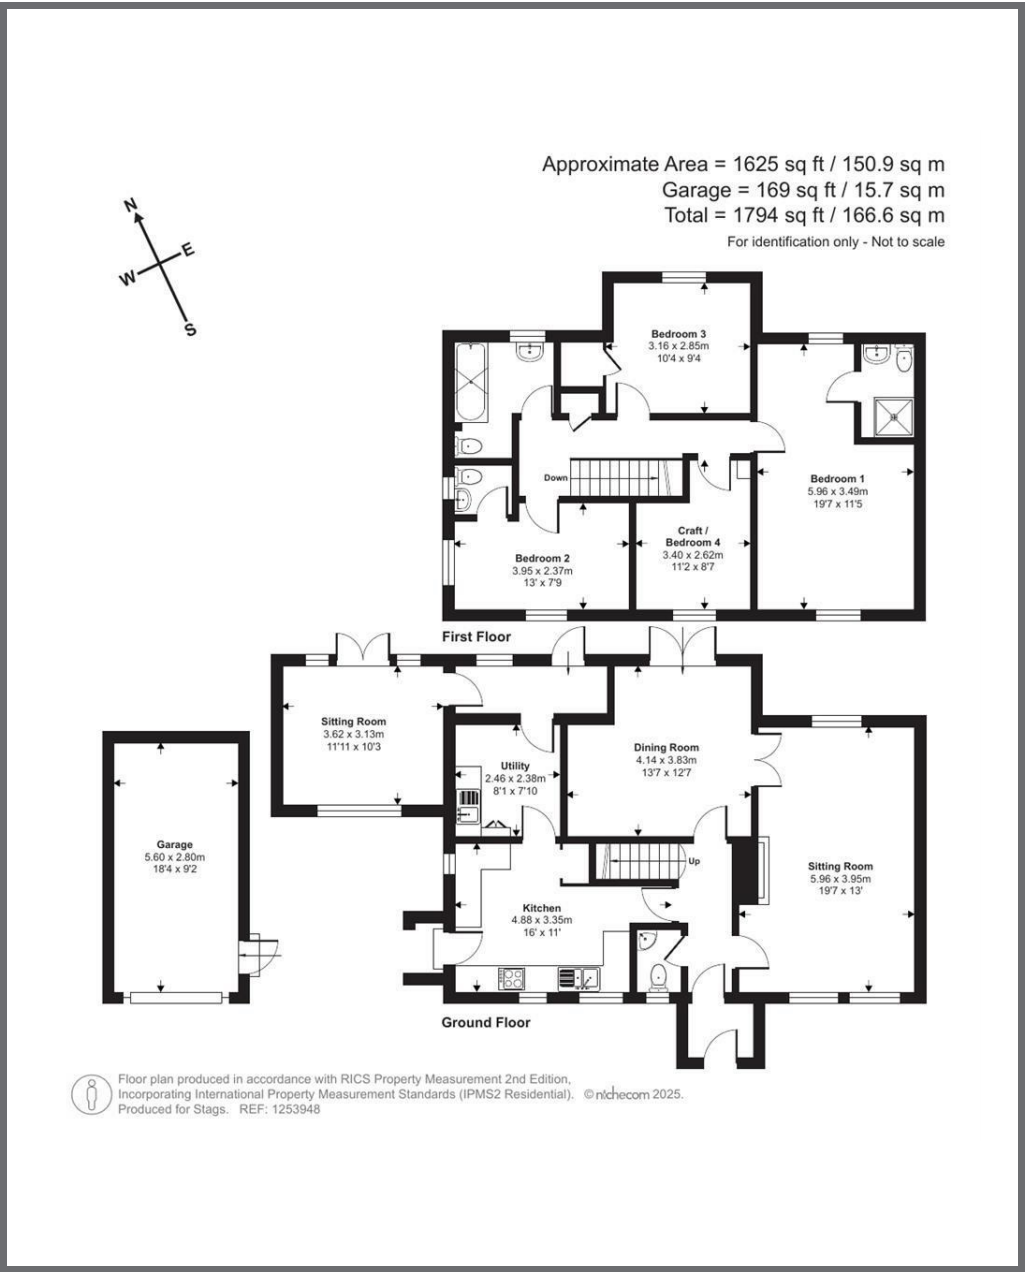 Approximate Area = 1625 sq ft / 150.9 sq m
Garage = 169 sq ft / 15.7 sq m
Total = 1794 sq ft / 166.6 sq m
For identification only - Not to scale
N
E
W
S
Bedroom 3
3.16 x 2.85m
10'4 x 9'4
Bedroom 1
5.96 x 3.49m
19'7 x 11'5
Down
Craft /
Bedroom 4
3.40 x 2.62m
11'2 x 8'7
Bedroom 2
3.95 x 2.37m
13' x 7'9
First Floor
Sitting Room
3.62 x 3.13m
11'11 x 10'3
Dining Room
4.14 x 3.83m
13'7 x 12'7
Utility
2.46 x 2.38m
8'1 x 7'10
Garage
5.60 x 2.80m
18'4 x 9'2
Up
Sitting Room
5.96 x 3.95m
19'7 x 13'
Kitchen
4.88 x 3.35m
16' x 11'
Ground Floor
Floor plan produced in accordance with RICS Property Measurement 2nd Edition,
Incorporating International Property Measurement Standards (IPMS2 Residential). © nichecom 2025.
Produced for Stags. REF: 1253948